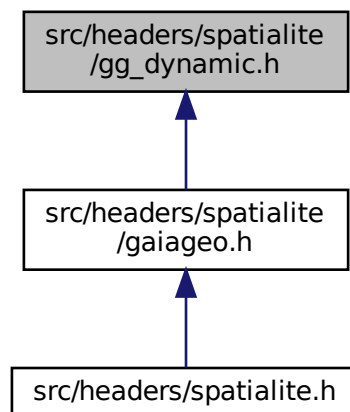 src/headers/spatialite
/gg_dynamic.h
src/headers/spatialite
/gaiageo.h
src/headers/spatialite.h